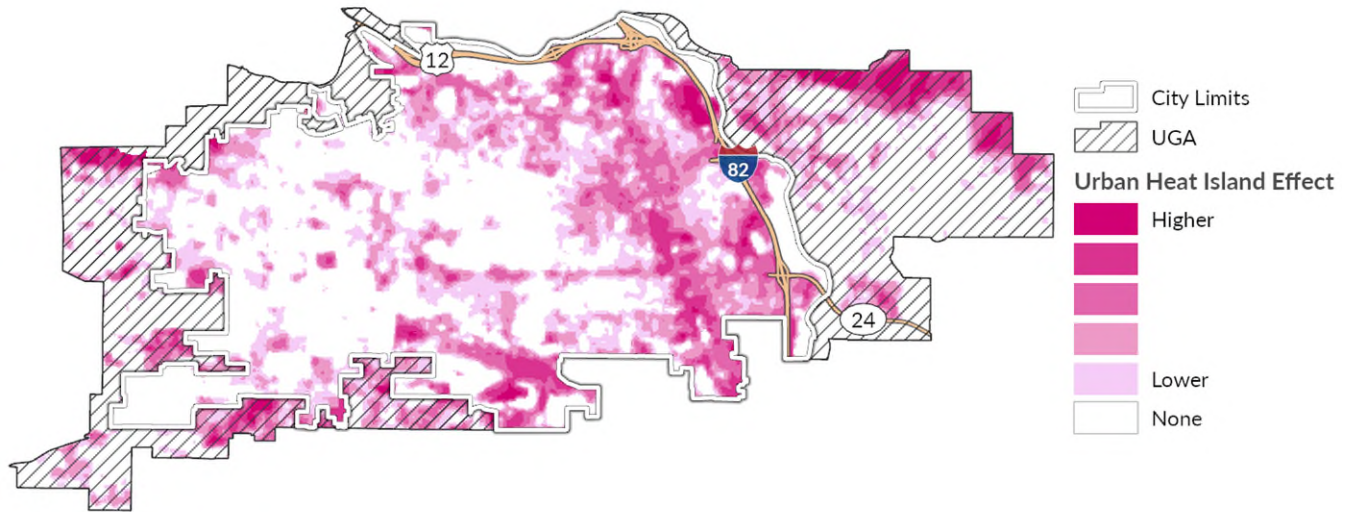 12
82
24
City Limits
UGA
Urban Heat Island Effect
Higher
Lower
None